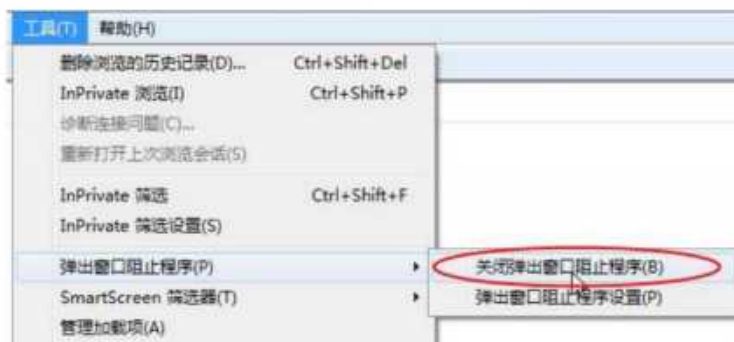 工具(T) 帮助(H)
删除浏览的历史记录(D)... Ctrl+Shift+Del
InPrivate 浏览(I) Ctrl+Shift+P
诊断连接问题(C)...
重新打开上次浏览会话(S)
InPrivate 筛选 Ctrl+Shift+F
InPrivate 筛选设置(S)
弹出窗口阻止程序(P) 关闭弹出窗口阻止程序(B)
SmartScreen 筛选器(T) 弹出窗口阻止程序设置(P)
管理加载项(A)